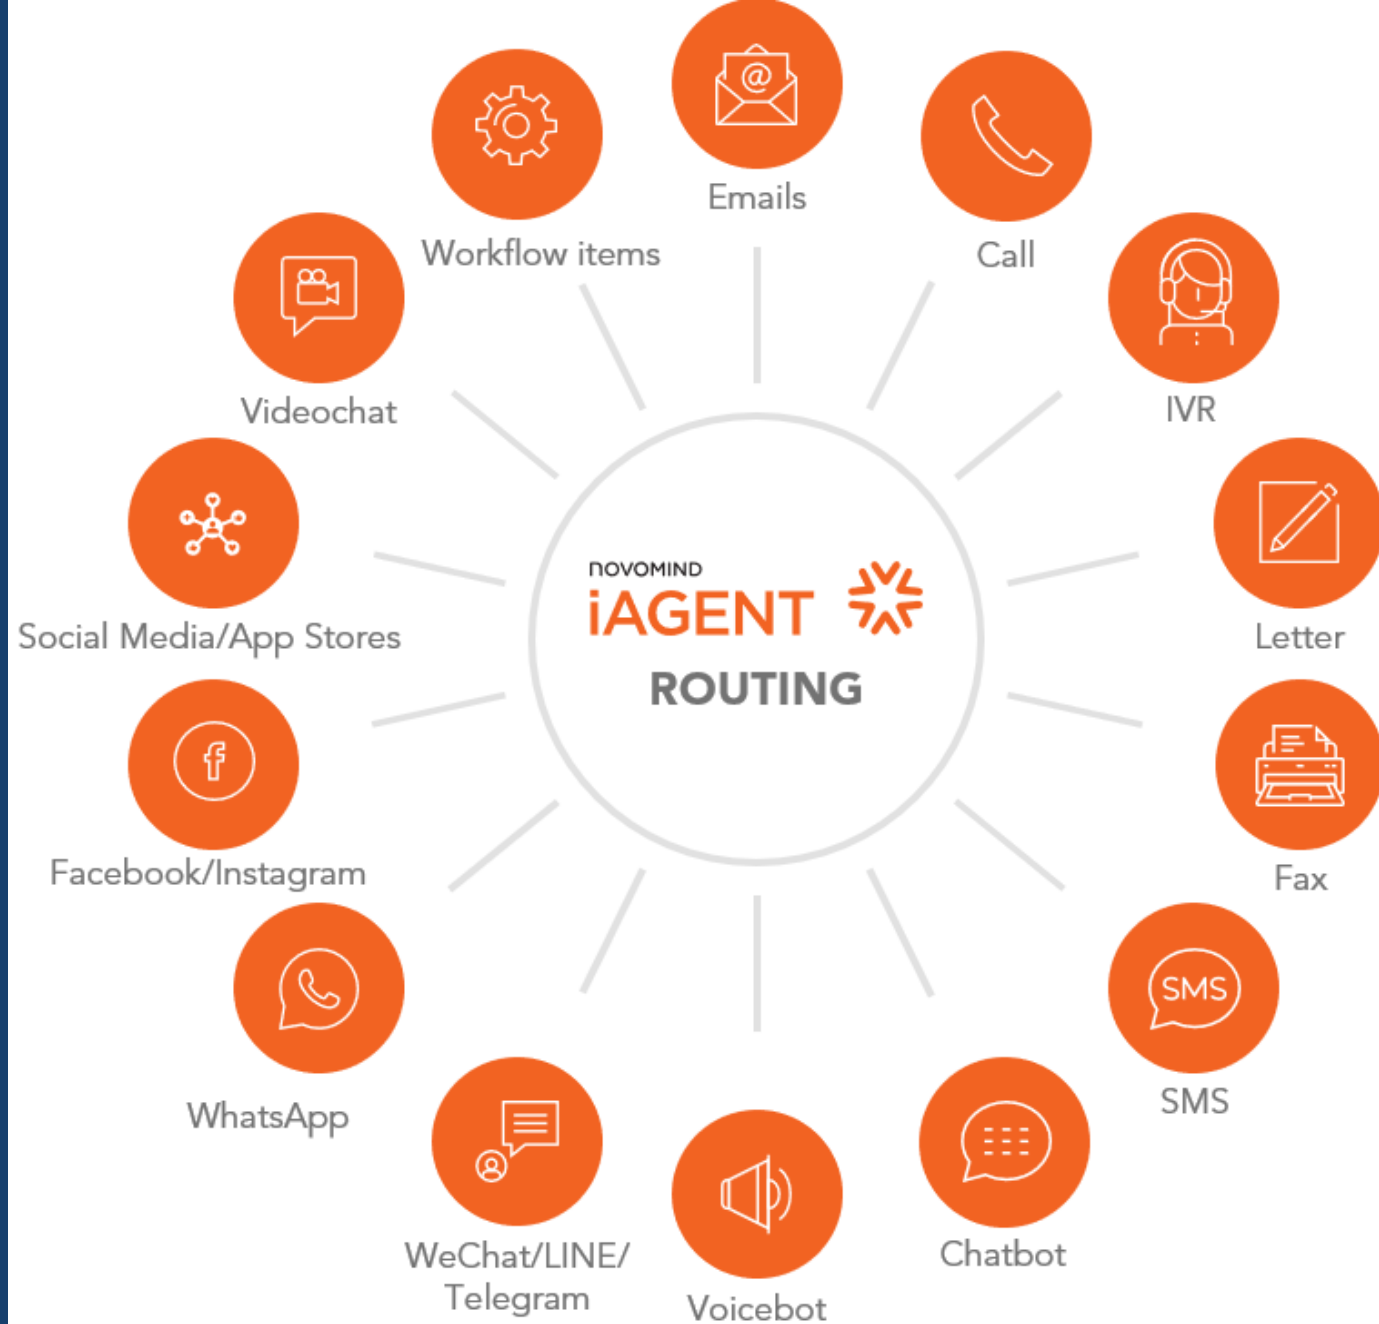 Emails
Workflow items
Call
Videochat
IVR
NOVOMIND
iAGENT
ROUTING
Social Media/App Stores
Letter
Facebook/Instagram
Fax
WhatsApp
SMS
SMS
WeChat/LINE/
Telegram
Chatbot
Voicebot